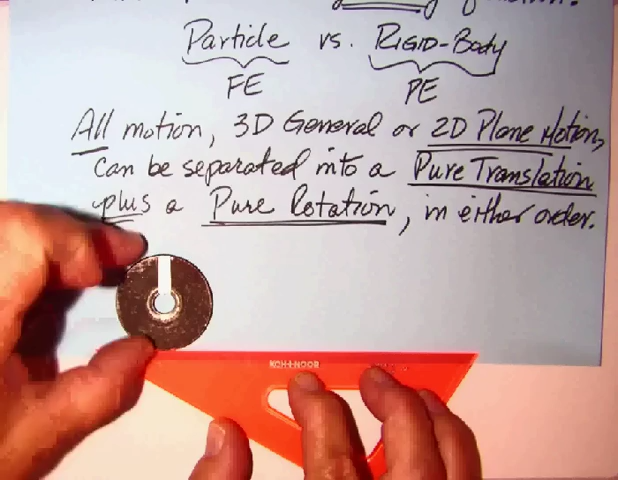 Particle vs. RIGID-Body
FE PE
All motion, 3D General or 2D Plane Motion,
Can be separated into a Pure Translation
plus a Pure Rotation, in either order.
KOH-I-NOOR